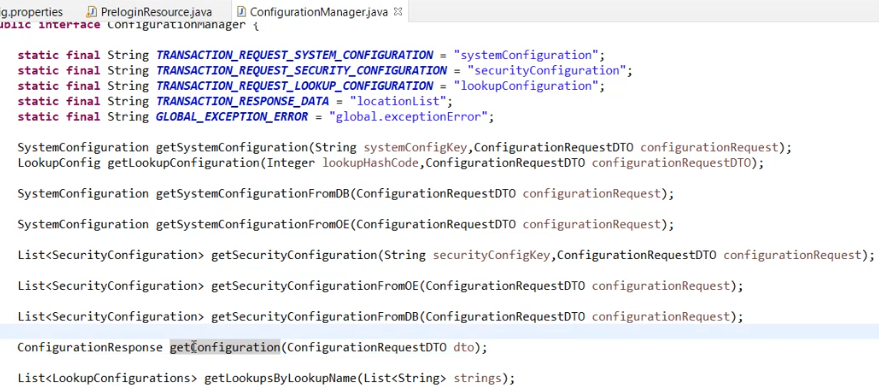 ig.properties PreloginResource.java ConfigurationManager.java
public interface ConfigurationManager {
static final String TRANSACTION_REQUEST_SYSTEM_CONFIGURATION = "systemConfiguration";
static final String TRANSACTION_REQUEST_SECURITY_CONFIGURATION = "securityConfiguration";
static final String TRANSACTION_REQUEST_LOOKUP_CONFIGURATION = "lookupConfiguration";
static final String TRANSACTION_RESPONSE_DATA = "locationList";
static final String GLOBAL_EXCEPTION_ERROR = "global.exceptionError";
SystemConfiguration getSystemConfiguration(String systemConfigKey,ConfigurationRequestDTO configurationRequest);
LookupConfig getLookupConfiguration(Integer lookupHashCode,ConfigurationRequestDTO configurationRequestDTO);
SystemConfiguration getSystemConfigurationFromDB(ConfigurationRequestDTO configurationRequest);
SystemConfiguration getSystemConfigurationFromOE(ConfigurationRequestDTO configurationRequest);
List<SecurityConfiguration> getSecurityConfiguration(String securityConfigKey,ConfigurationRequestDTO configurationRequest);
List<SecurityConfiguration> getSecurityConfigurationFromOE(ConfigurationRequestDTO configurationRequest);
List<SecurityConfiguration> getSecurityConfigurationFromDB(ConfigurationRequestDTO configurationRequest);
ConfigurationResponse getConfiguration(ConfigurationRequestDTO dto);
List<LookupConfigurations> getLookupsByLookupName(List<String> strings);